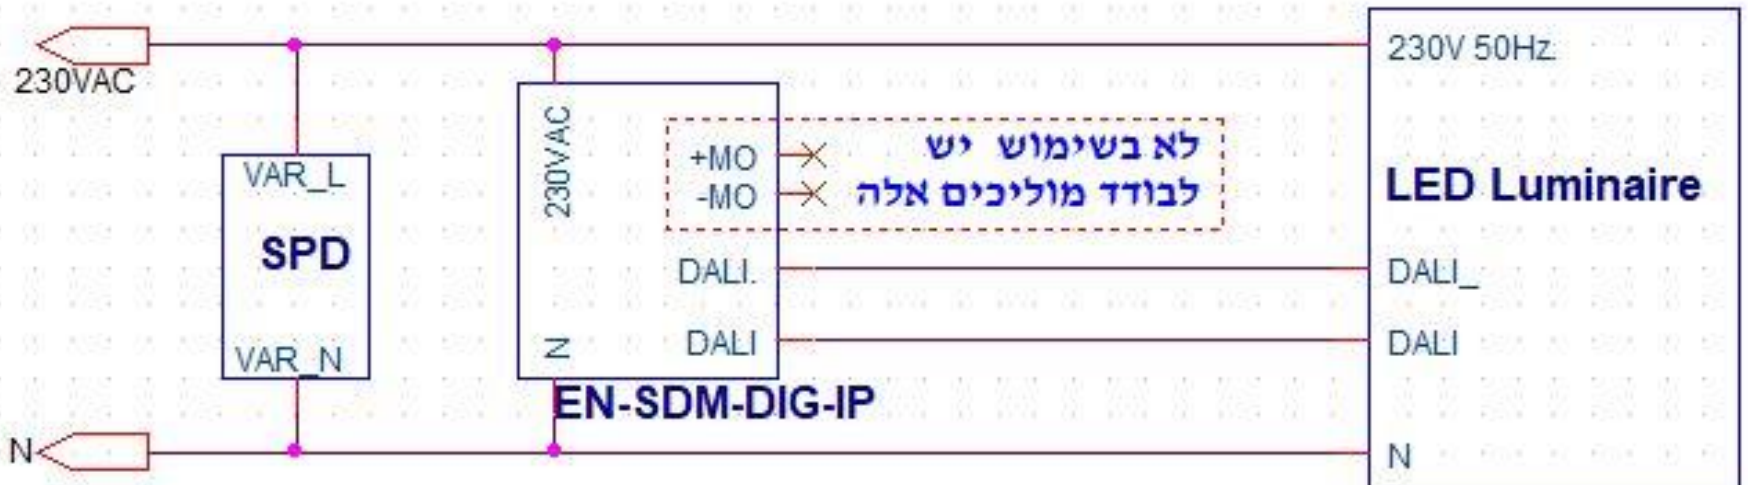 230VAC
N
VAR_L
SPD
VAR_N
230VAC
N
+MO
-MO
לא בשימוש יש
לבודד מוליכים אלה
DALI.
DALI
EN-SDM-DIG-IP
230V 50Hz.
LED Luminaire
DALI_
DALI
N